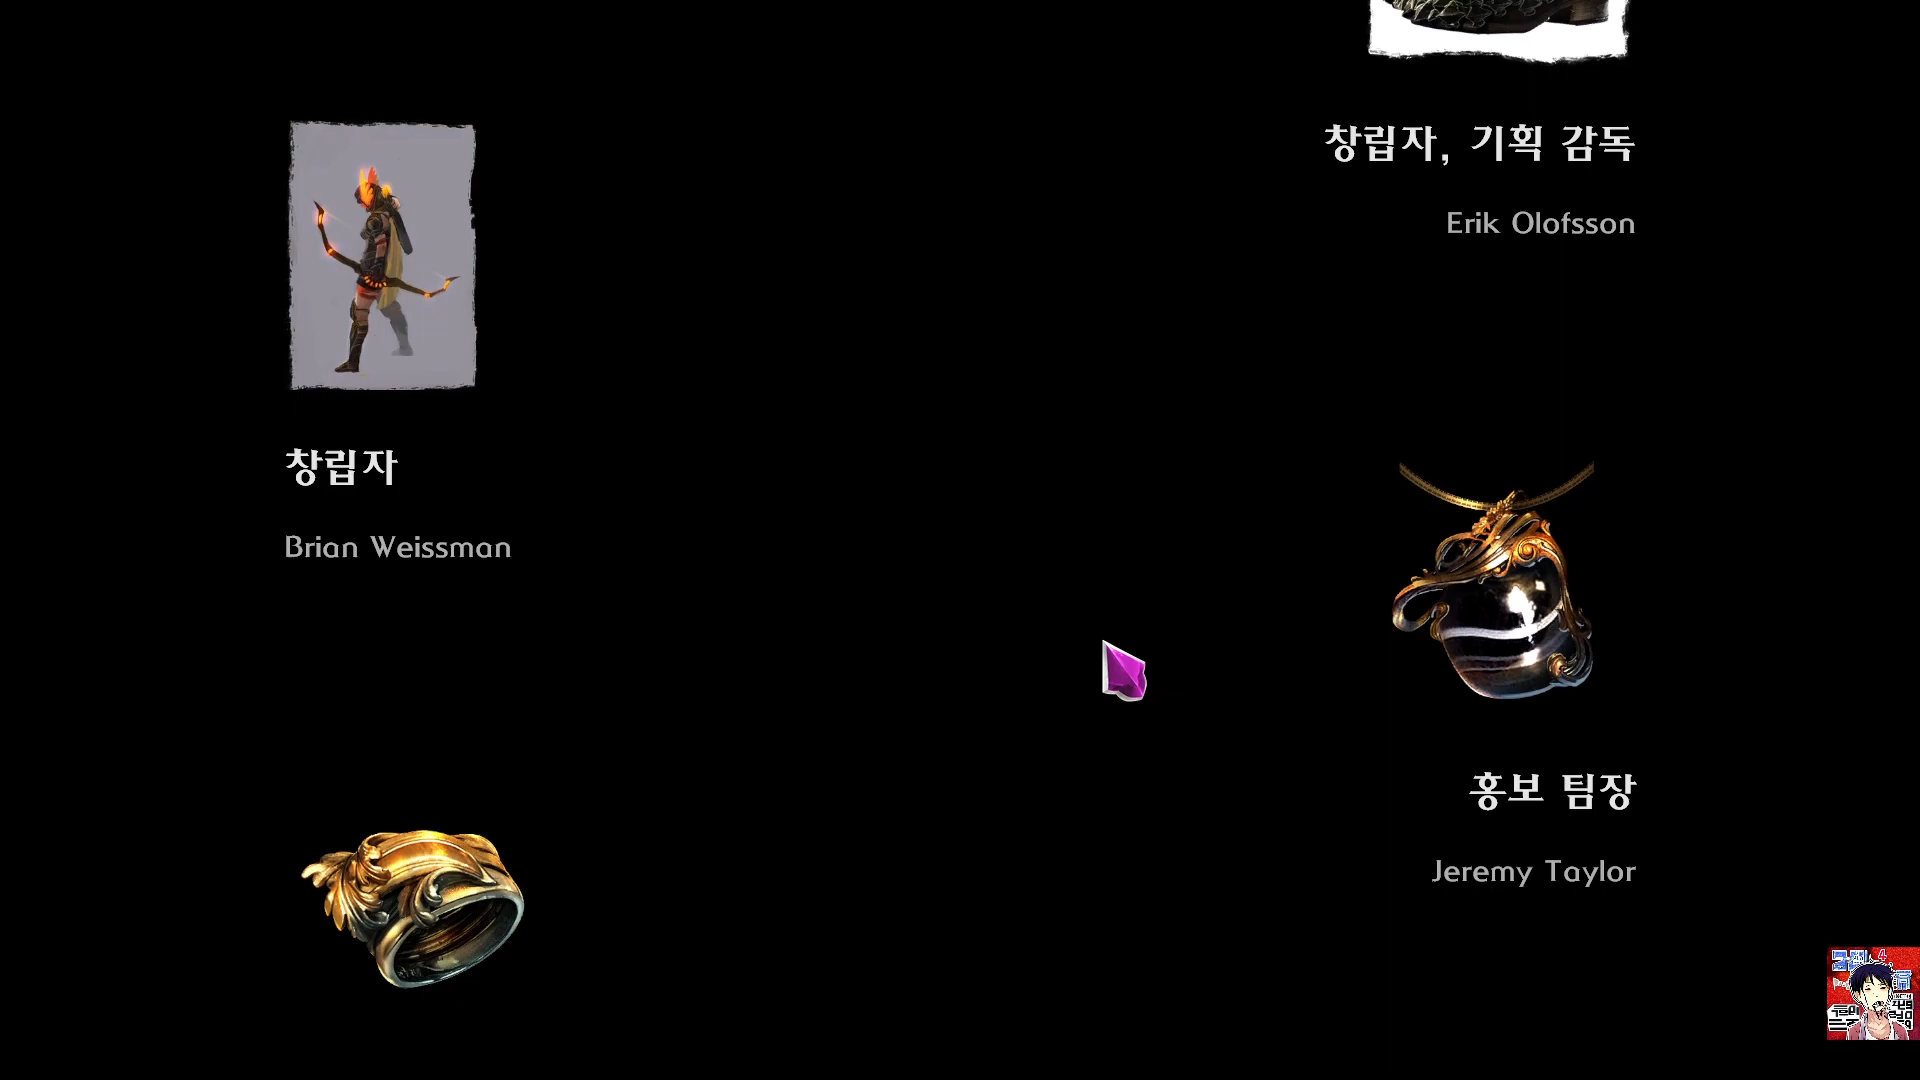 창립자, 기획 감독
Erik Olofsson
창립자
Brian Weissman
홍보 팀장
Jeremy Taylor